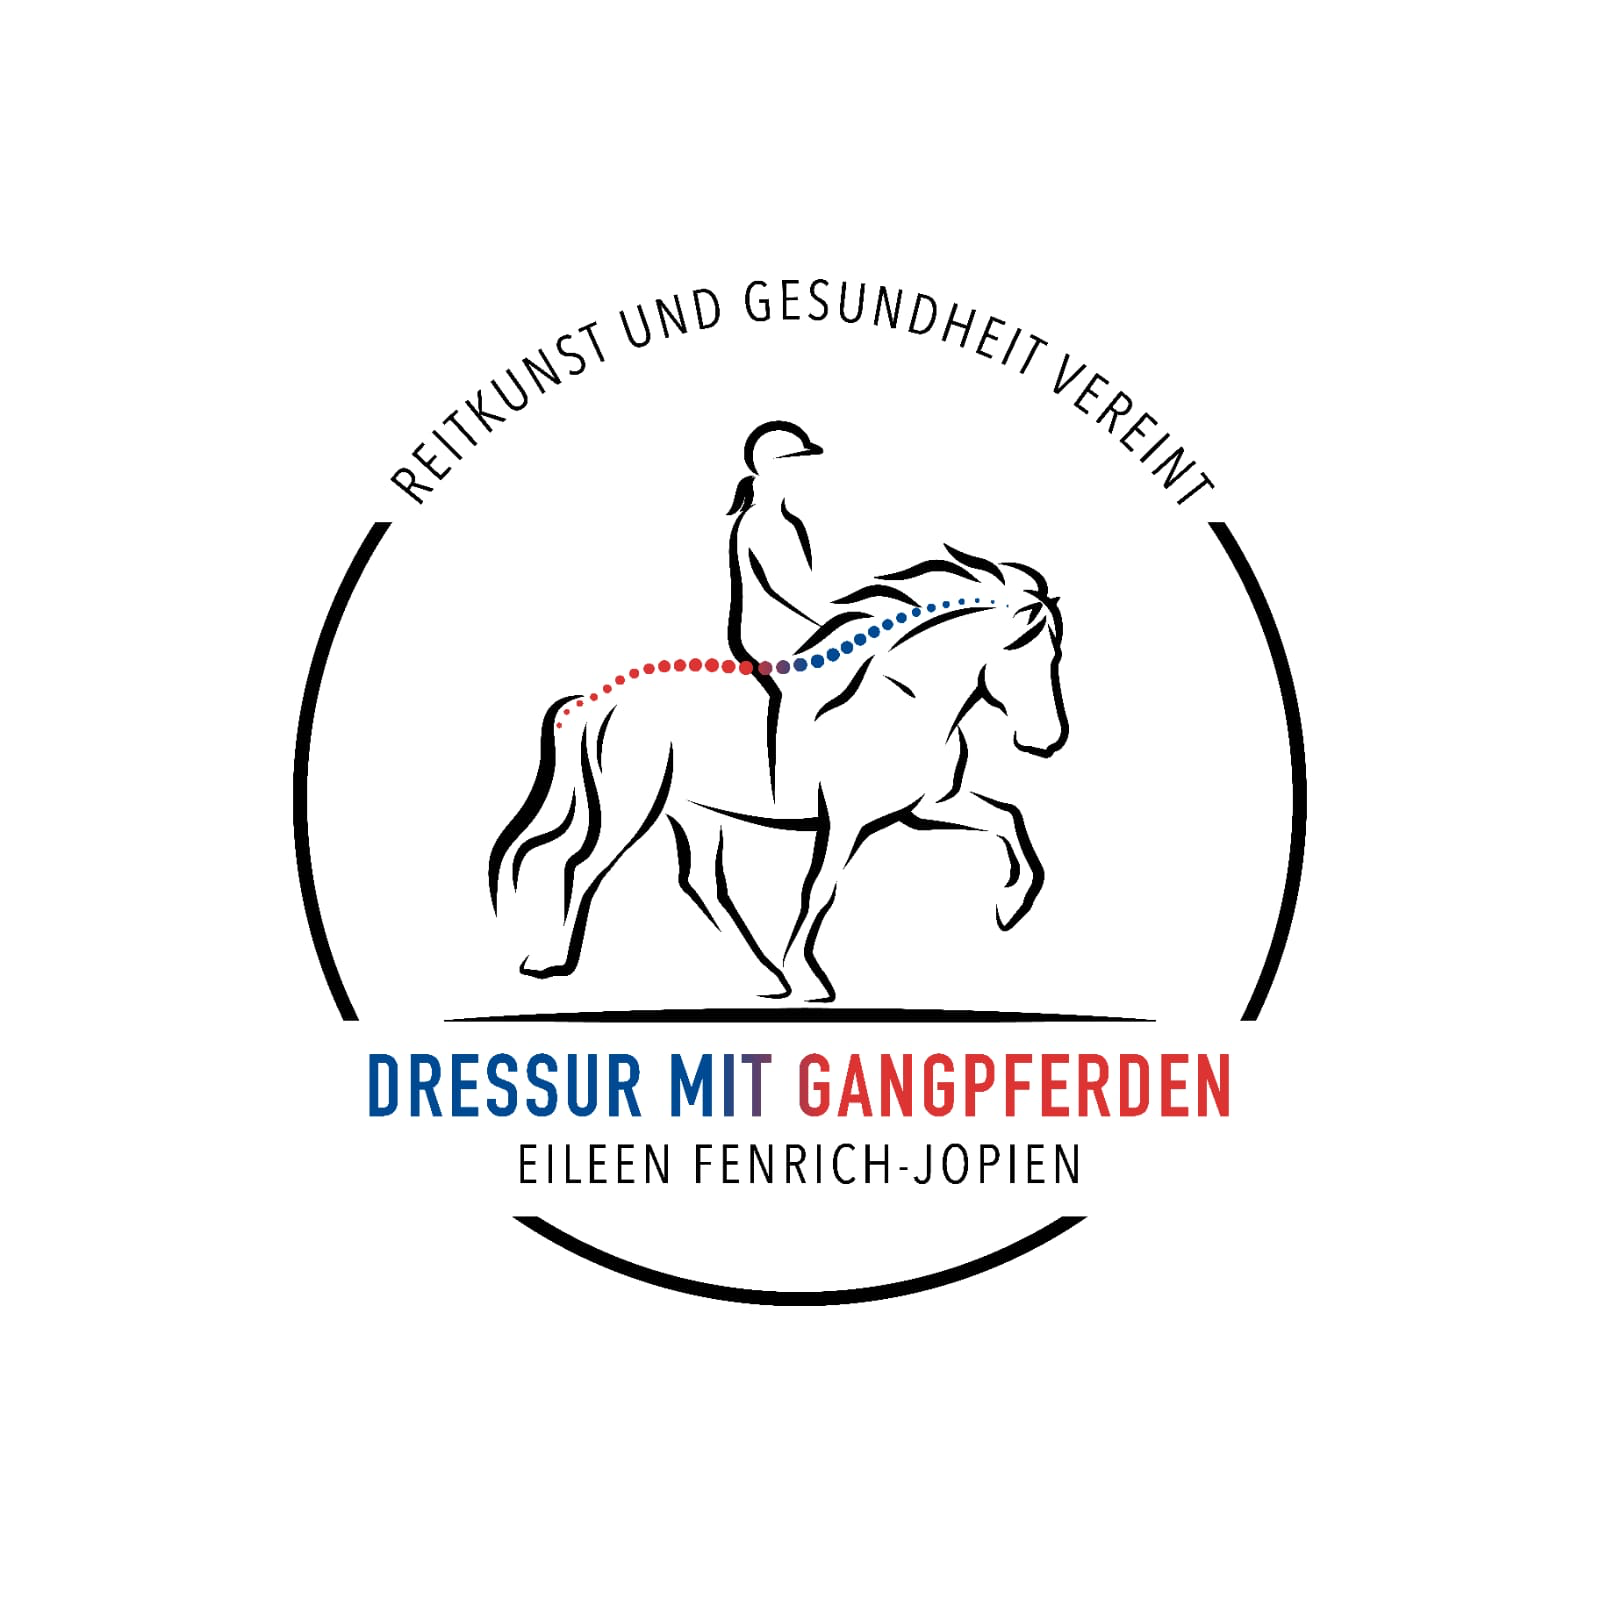 REITKUNST UND GESUNDHEIT VEREINT
DRESSUR MIT GANGPFERDEN
EILEEN FENRICH-JOPIEN